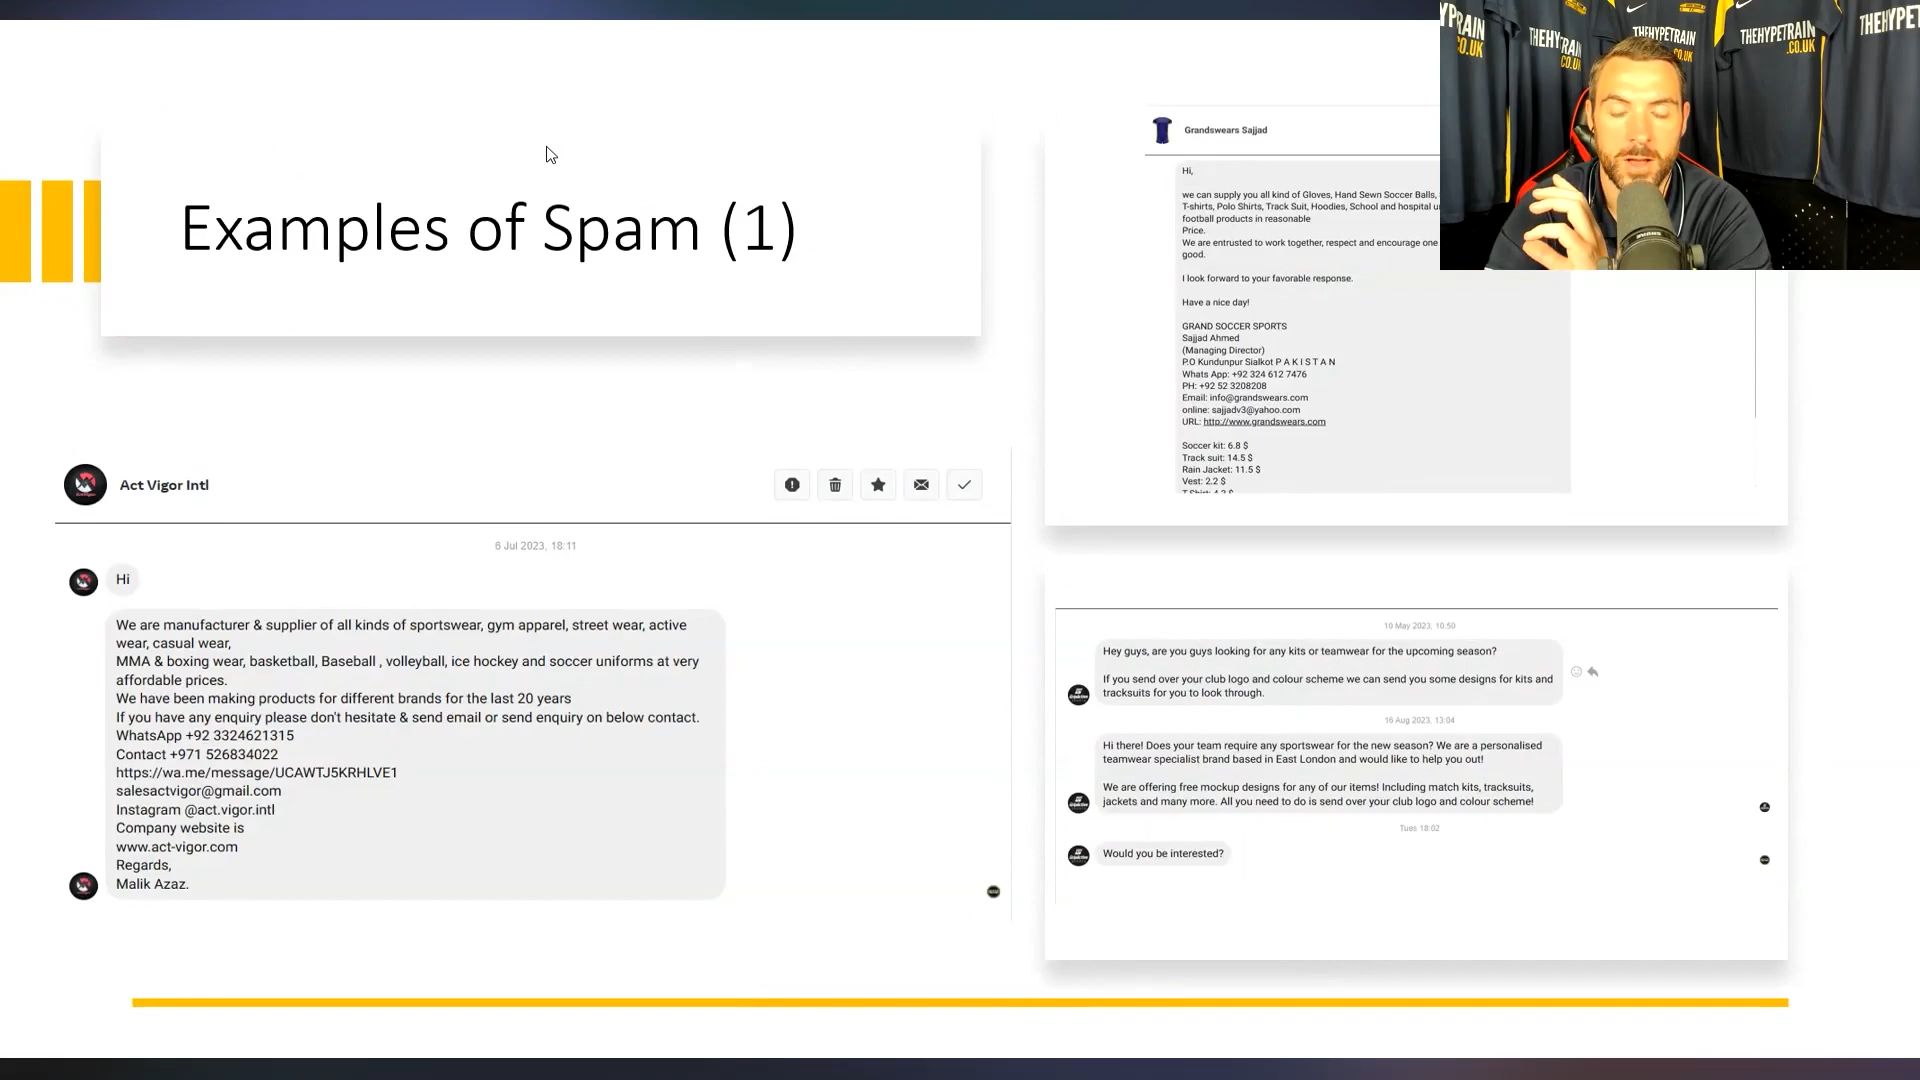 Examples of Spam (1)
Act Vigor Intl
6 Jul 2023, 18:11
Hi
We are manufacturer & supplier of all kinds of sportswear, gym apparel, street wear, active
wear, casual wear,
MMA & boxing wear, basketball, Baseball , volleyball, ice hockey and soccer uniforms at very
affordable prices.
We have been making products for different brands for the last 20 years
If you have any enquiry please don't hesitate & send email or send enquiry on below contact.
WhatsApp +92 3324621315
Contact +971 526834022
https://wa.me/message/UCAWTJ5KRHLVE1
salesactvigor@gmail.com
Instagram @act.vigor.intl
Company website is
www.act-vigor.com
Regards,
Malik Azaz.
Grandswears Sajjad
Hi,
we can supply you all kind of Gloves, Hand Sewn Soccer Balls,
T-shirts, Polo Shirts, Track Suit, Hoodies, School and hospital
football products in reasonable
Price.
We are entrusted to work together, respect and encourage one
good.
I look forward to your favorable response.
Have a nice day!
GRAND SOCCER SPORTS
Sajjad Ahmed
(Managing Director)
P.O Kundunpur Sialkot P A K I S T A N
Whats App: +92 324 612 7476
PH: +92 52 3208208
Email: info@grandswears.com
online: sajjadv3@yahoo.com
URL: http://www.grandswears.com
Soccer kit: 6.8 $
Track suit: 14.5 $
Rain Jacket: 11.5 $
Vest: 2.2 $
10 May 2023, 10:50
Hey guys, are you guys looking for any kits or teamwear for the upcoming season?
If you send over your club logo and colour scheme we can send you some designs for kits and
tracksuits for you to look through.
16 Aug 2023, 13:04
Hi there! Does your team require any sportswear for the new season? We are a personalised
teamwear specialist brand based in East London and would like to help you out!
We are offering free mockup designs for any of our items! Including match kits, tracksuits,
jackets and many more. All you need to do is send over your club logo and colour scheme!
Tues 18:02
Would you be interested?
YPRAIN
CO.UK
THEHYPETRAIN
CO.UK
THEHYPETRAIN
CO.UK
THEHYPETRAIN
.CO.UK
THEHYPET